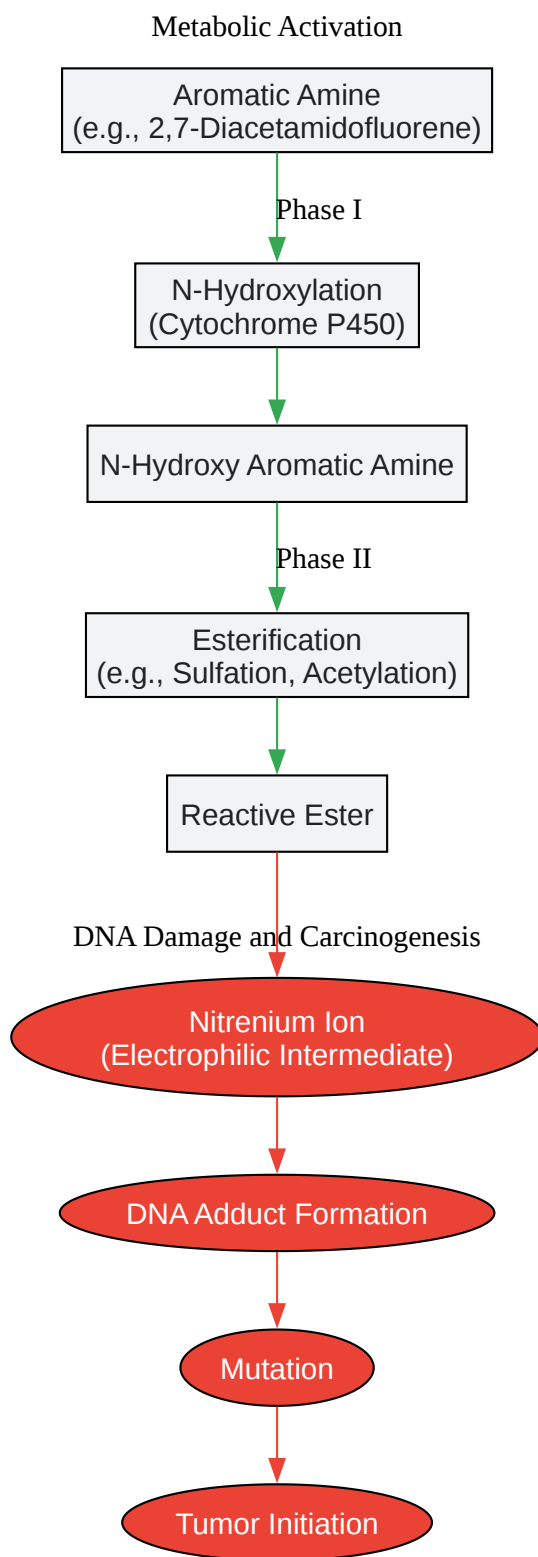 Metabolic Activation
Aromatic Amine
(e.g., 2,7-Diacetamidofluorene)
Phase I
N-Hydroxylation
(Cytochrome P450)
N-Hydroxy Aromatic Amine
Phase II
Esterification
(e.g., Sulfation, Acetylation)
Reactive Ester
DNA Damage and Carcinogenesis
Nitrenium Ion
(Electrophilic Intermediate)
DNA Adduct Formation
Mutation
Tumor Initiation